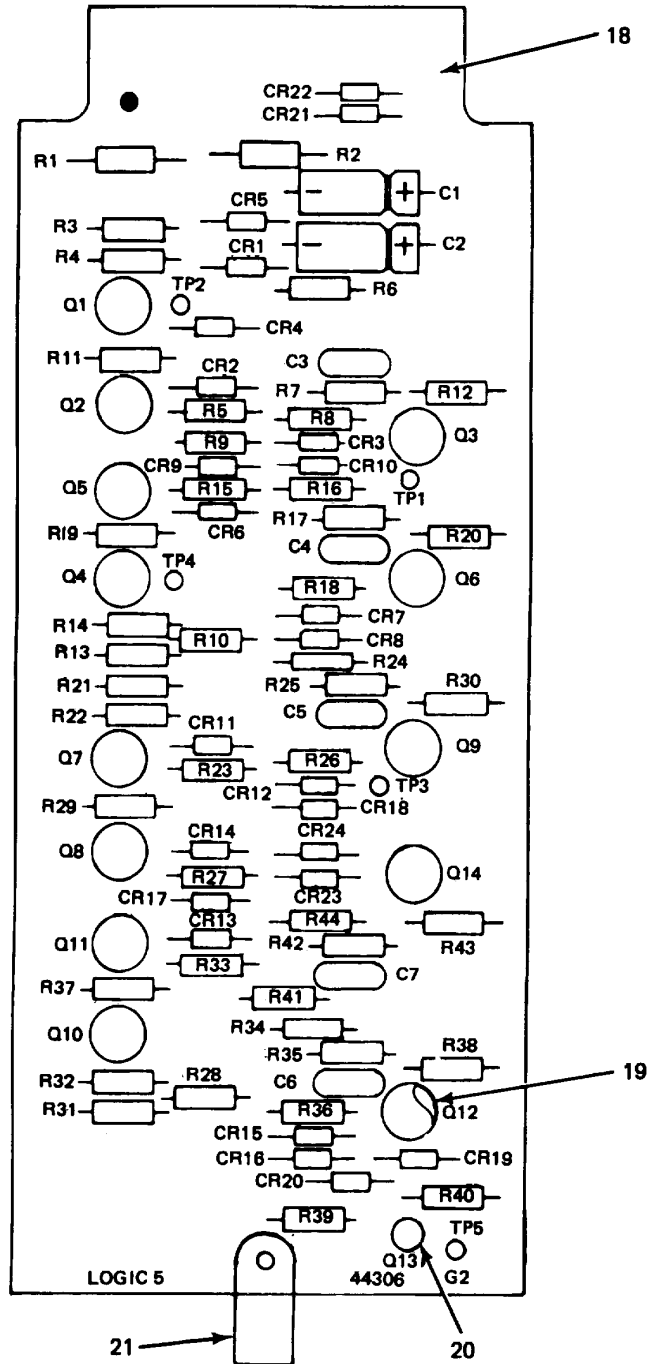 18
CR22
CR21
R1
R2
C1
CR5
R3
C2
R4
CR1
R6
Q1
TP2
CR4
R11
C3
CR2
R7
R12
Q2
R5
R8
Q3
R9
CR3
CR9
CR10
Q5
R15
R16
TP1
CR6
R17
R19
R20
C4
TP4
Q4
Q6
R18
R14
CR7
R10
CR8
R13
R24
R21
R25
R30
R22
C5
CR11
Q7
Q9
R23
R26
CR12
TP3
R29
CR18
CR14
CR24
Q8
Q14
R27
CR23
CR17
CR13
R44
R43
Q11
R42
R33
C7
R37
R41
Q10
R34
R35
R38
R32
R28
C6
19
R31
R36
Q12
CR15
CR16
CR19
CR20
R40
R39
TP5
Q13
LOGIC 5
44306
G2
21
20